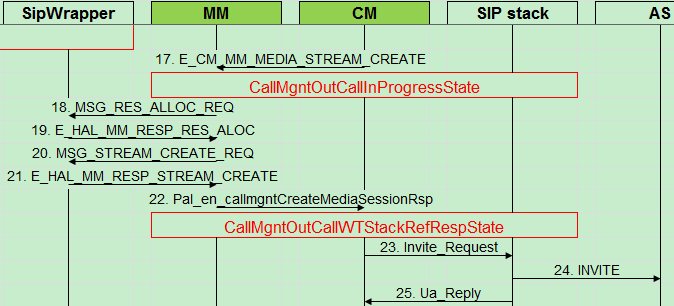 SipWrapper MM CM SIP stack AS
17. E_CM_MM_MEDIA_STREAM_CREATE
CallMgntOutCallInProgressState
18. MSG_RES_ALLOC_REQ
19. E_HAL_MM_RESP_RES_ALOC
20. MSG_STREAM_CREATE_REQ
21. E_HAL_MM_RESP_STREAM_CREATE
22. Pal_en_callmgntCreateMediaSessionRsp
CallMgntOutCallWTStackRefRespState
23. Invite_Request
24. INVITE
25. Ua_Reply